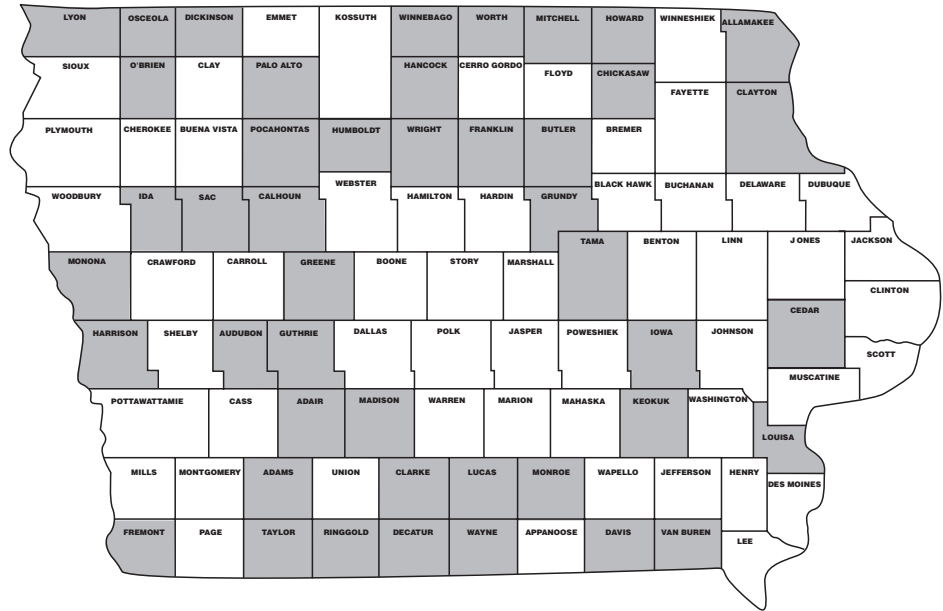 LYON OSCEOLA DICKINSON EMMET KOSSUTH WINNEBAGO WORTH MITCHELL HOWARD WINNESHIEK ALLAMAKEE
SIOUX O'BRIEN CLAY PALO ALTO HANCOCK CERRO GORDO FLOYD CHICKASAW
FAYETTE CLAYTON
PLYMOUTH CHEROKEE BUENA VISTA POCAHONTAS HUMBOLDT WRIGHT FRANKLIN BUTLER BREMER
WOODBURY IDA SAC CALHOUN WEBSTER HAMILTON HARDIN GRUNDY BLACK HAWK BUCHANAN DELAWARE DUBUQUE
MONONA CRAWFORD CARROLL GREENE BOONE STORY MARSHALL TAMA BENTON LINN JONES JACKSON
CLINTON
CEDAR
HARRISON SHELBY AUDUBON GUTHRIE DALLAS POLK JASPER POWESHIEK IOWA JOHNSON SCOTT
MUSCATINE
POTTAWATTAMIE CASS ADAIR MADISON WARREN MARION MAHASKA KEOKUK WASHINGTON
LOUISA
MILLS MONTGOMERY ADAMS UNION CLARKE LUCAS MONROE WAPELLO JEFFERSON HENRY DES MOINES
FREMONT PAGE TAYLOR RINGGOLD DECATUR WAYNE APPANOOSE DAVIS VAN BUREN LEE